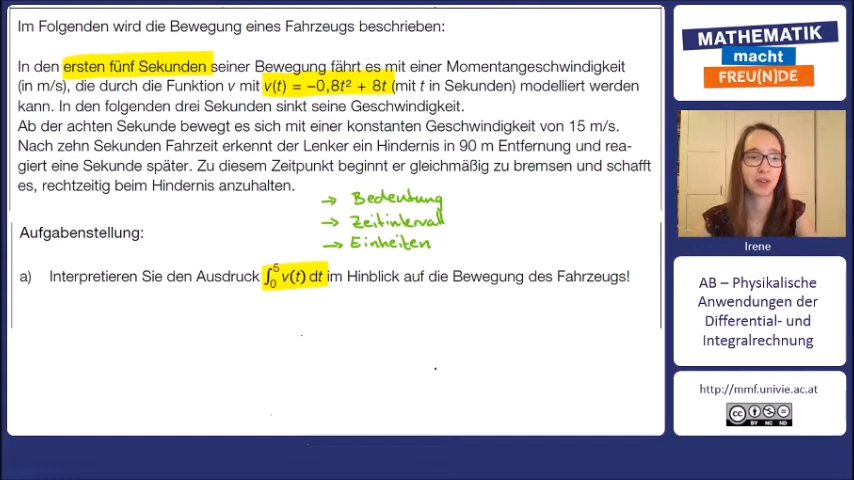 Im Folgenden wird die Bewegung eines Fahrzeugs beschrieben:
In den ersten fünf Sekunden seiner Bewegung fährt es mit einer Momentangeschwindigkeit
(in m/s), die durch die Funktion v mit v(t) = –0,8t² + 8t (mit t in Sekunden) modelliert werden
kann. In den folgenden drei Sekunden sinkt seine Geschwindigkeit.
Ab der achten Sekunde bewegt es sich mit einer konstanten Geschwindigkeit von 15 m/s.
Nach zehn Sekunden Fahrzeit erkennt der Lenker ein Hindernis in 90 m Entfernung und rea-
giert eine Sekunde später. Zu diesem Zeitpunkt beginnt er gleichmäßig zu bremsen und schafft
es, rechtzeitig beim Hindernis anzuhalten.
→ Bedeutung
→ Zeitintervall
→ Einheiten
Aufgabenstellung:
a) Interpretieren Sie den Ausdruck ∫₀⁵ v(t) dt im Hinblick auf die Bewegung des Fahrzeugs!
MATHEMATIK
macht
FREU(N)DE
Irene
AB – Physikalische
Anwendungen der
Differential- und
Integralrechnung
http://mmf.univie.ac.at
cc
BY NC ND